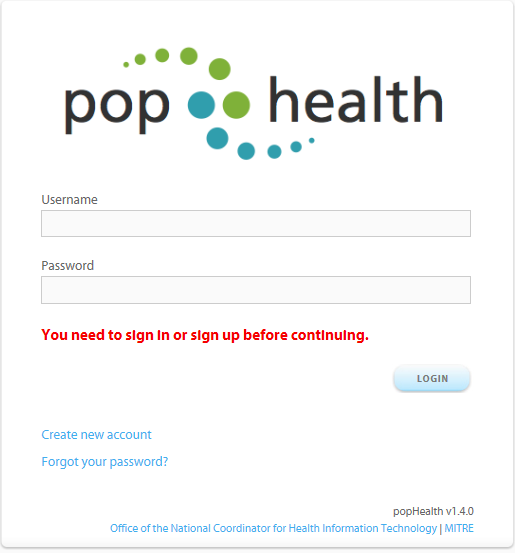 pop health
Username
Password
You need to sign in or sign up before continuing.
LOGIN
Create new account
Forgot your password?
popHealth v1.4.0
Office of the National Coordinator for Health Information Technology | MITRE